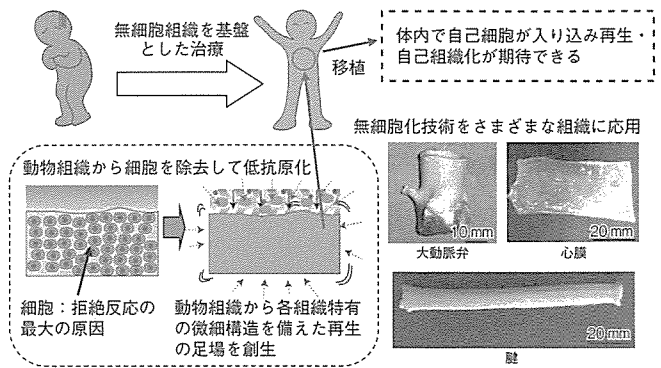 無細胞組織を基盤
とした治療
移植
体内で自己細胞が入り込み再生・
自己組織化が期待できる
無細胞化技術をさまざまな組織に応用
動物組織から細胞を除去して低抗原化
細胞：拒絶反応の
最大の原因
動物組織から各組織特有
の微細構造を備えた再生
の足場を創生
10 mm
大動脈弁
20 mm
心膜
20 mm
腱